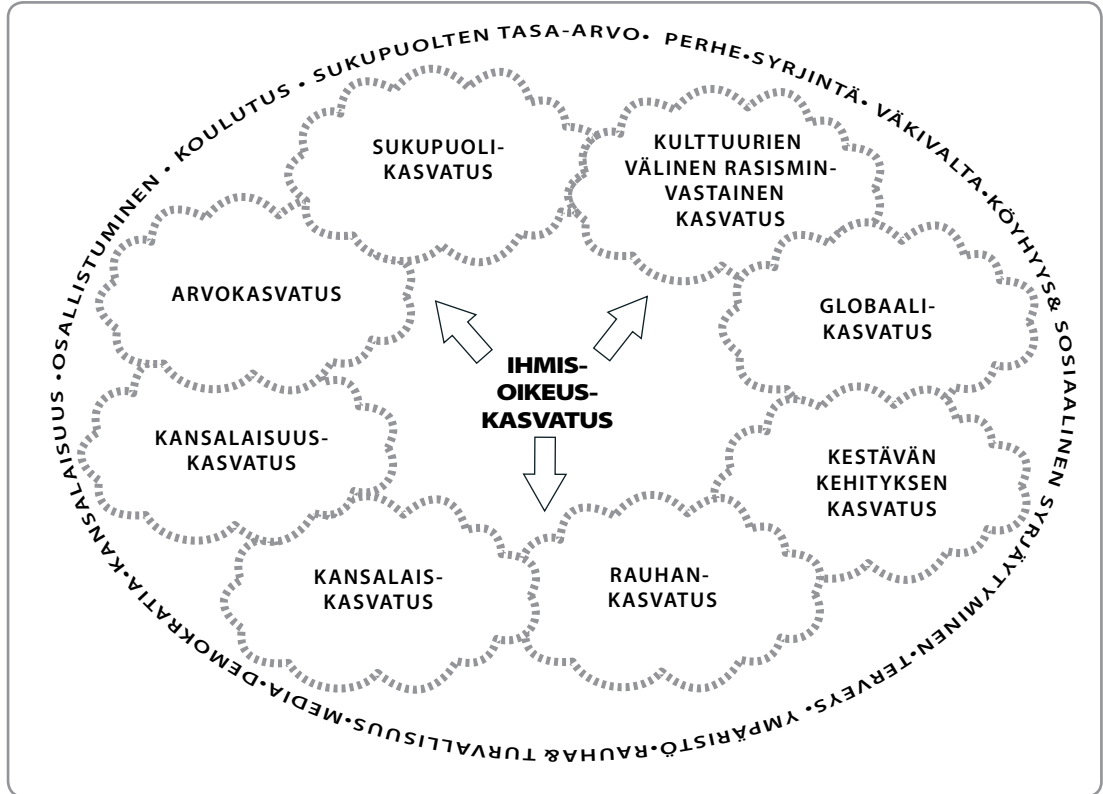 SUKUPUOLTEN TASA-ARVO• PERHE•SYRJINTÄ• VÄKIVALTA•KÖYHYYS& SOSIAALINEN SYRJÄYTYMINEN•TERVEYS• YMPÄRISTÖ•RAUHA& TURVALLISUUS•MEDIA•DEMOKRATIA•KANSALAISUUS •OSALLISTUMINEN • KOULUTUS •
SUKUPUOLI-
KASVATUS
KULTTUURIEN
VÄLINEN RASISMIN-
VASTAINEN
KASVATUS
ARVOKASVATUS
GLOBAALI-
KASVATUS
IHMIS-
OIKEUS-
KASVATUS
KANSALAISUUS-
KASVATUS
KESTÄVÄN
KEHITYKSEN
KASVATUS
KANSALAIS-
KASVATUS
RAUHAN-
KASVATUS